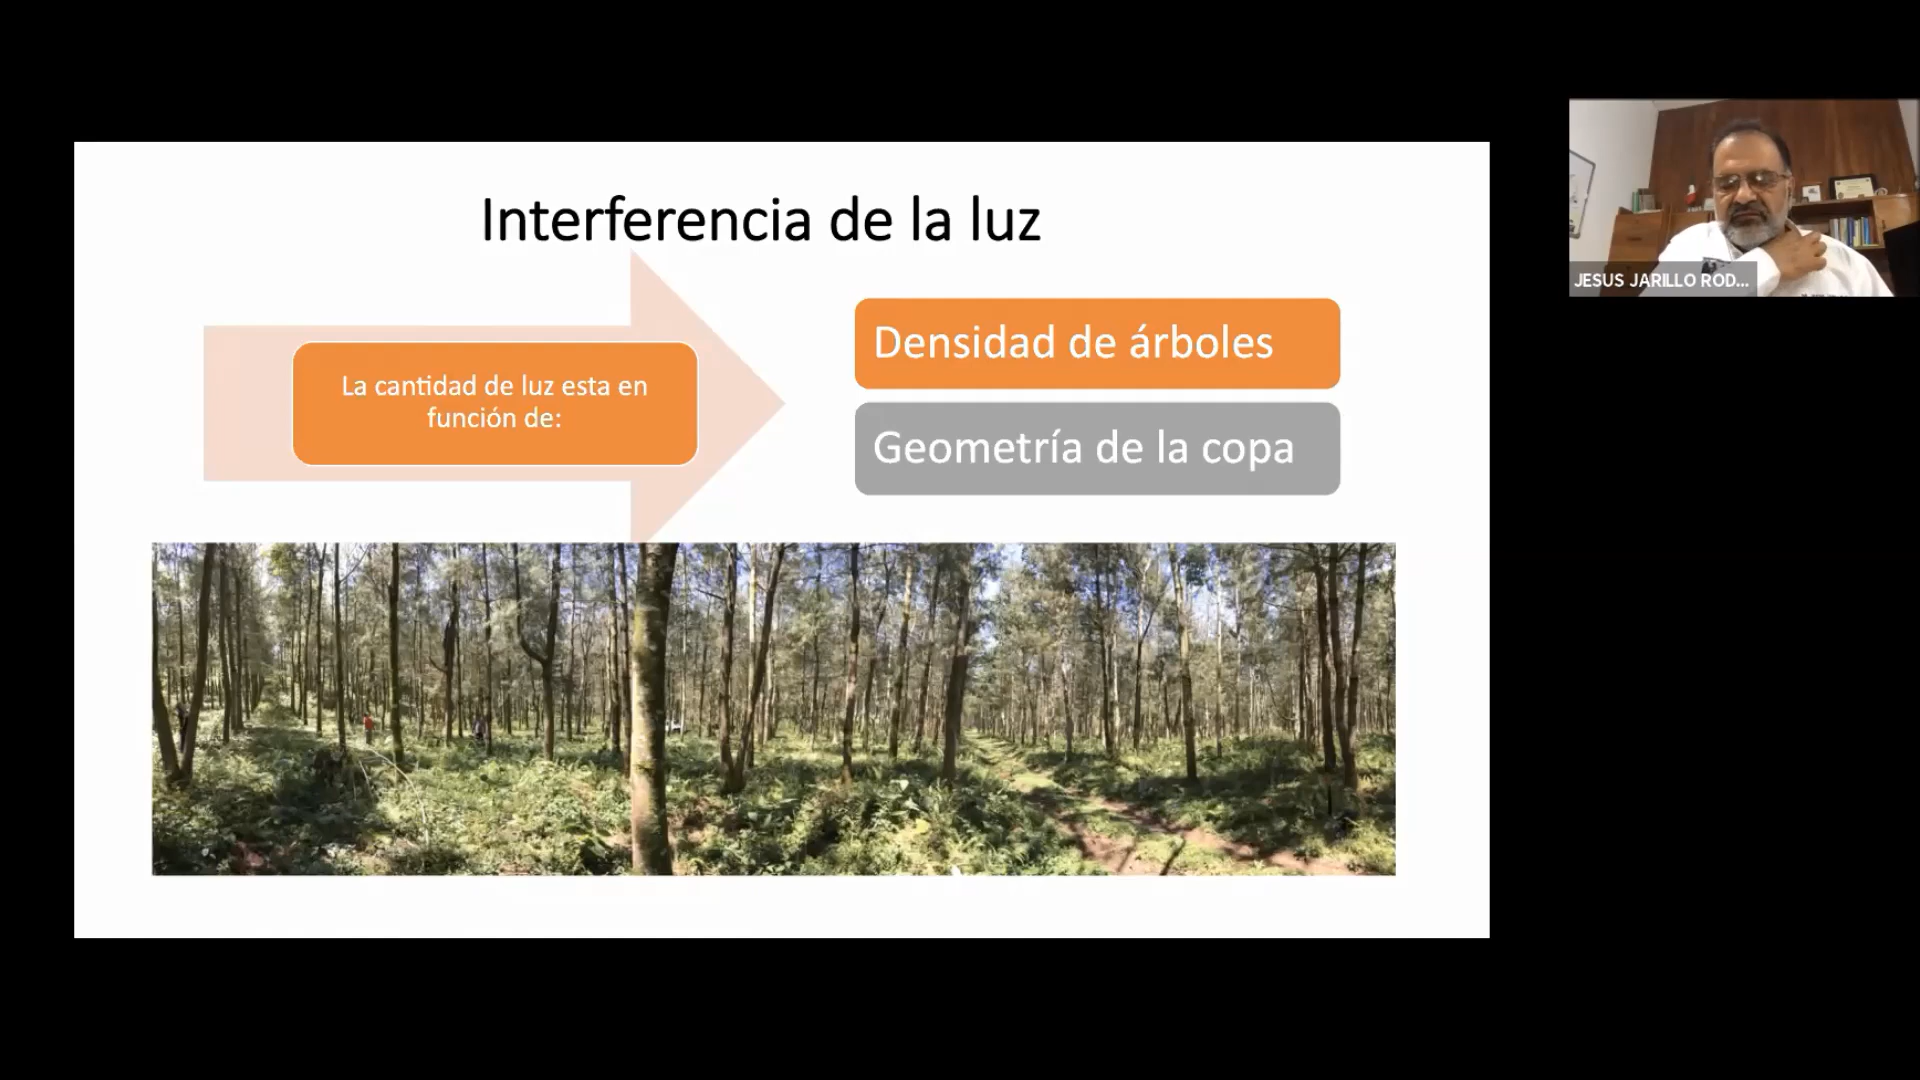 Interferencia de la luz
La cantidad de luz esta en
función de:
Densidad de árboles
Geometría de la copa
JESUS JARILLO ROD...